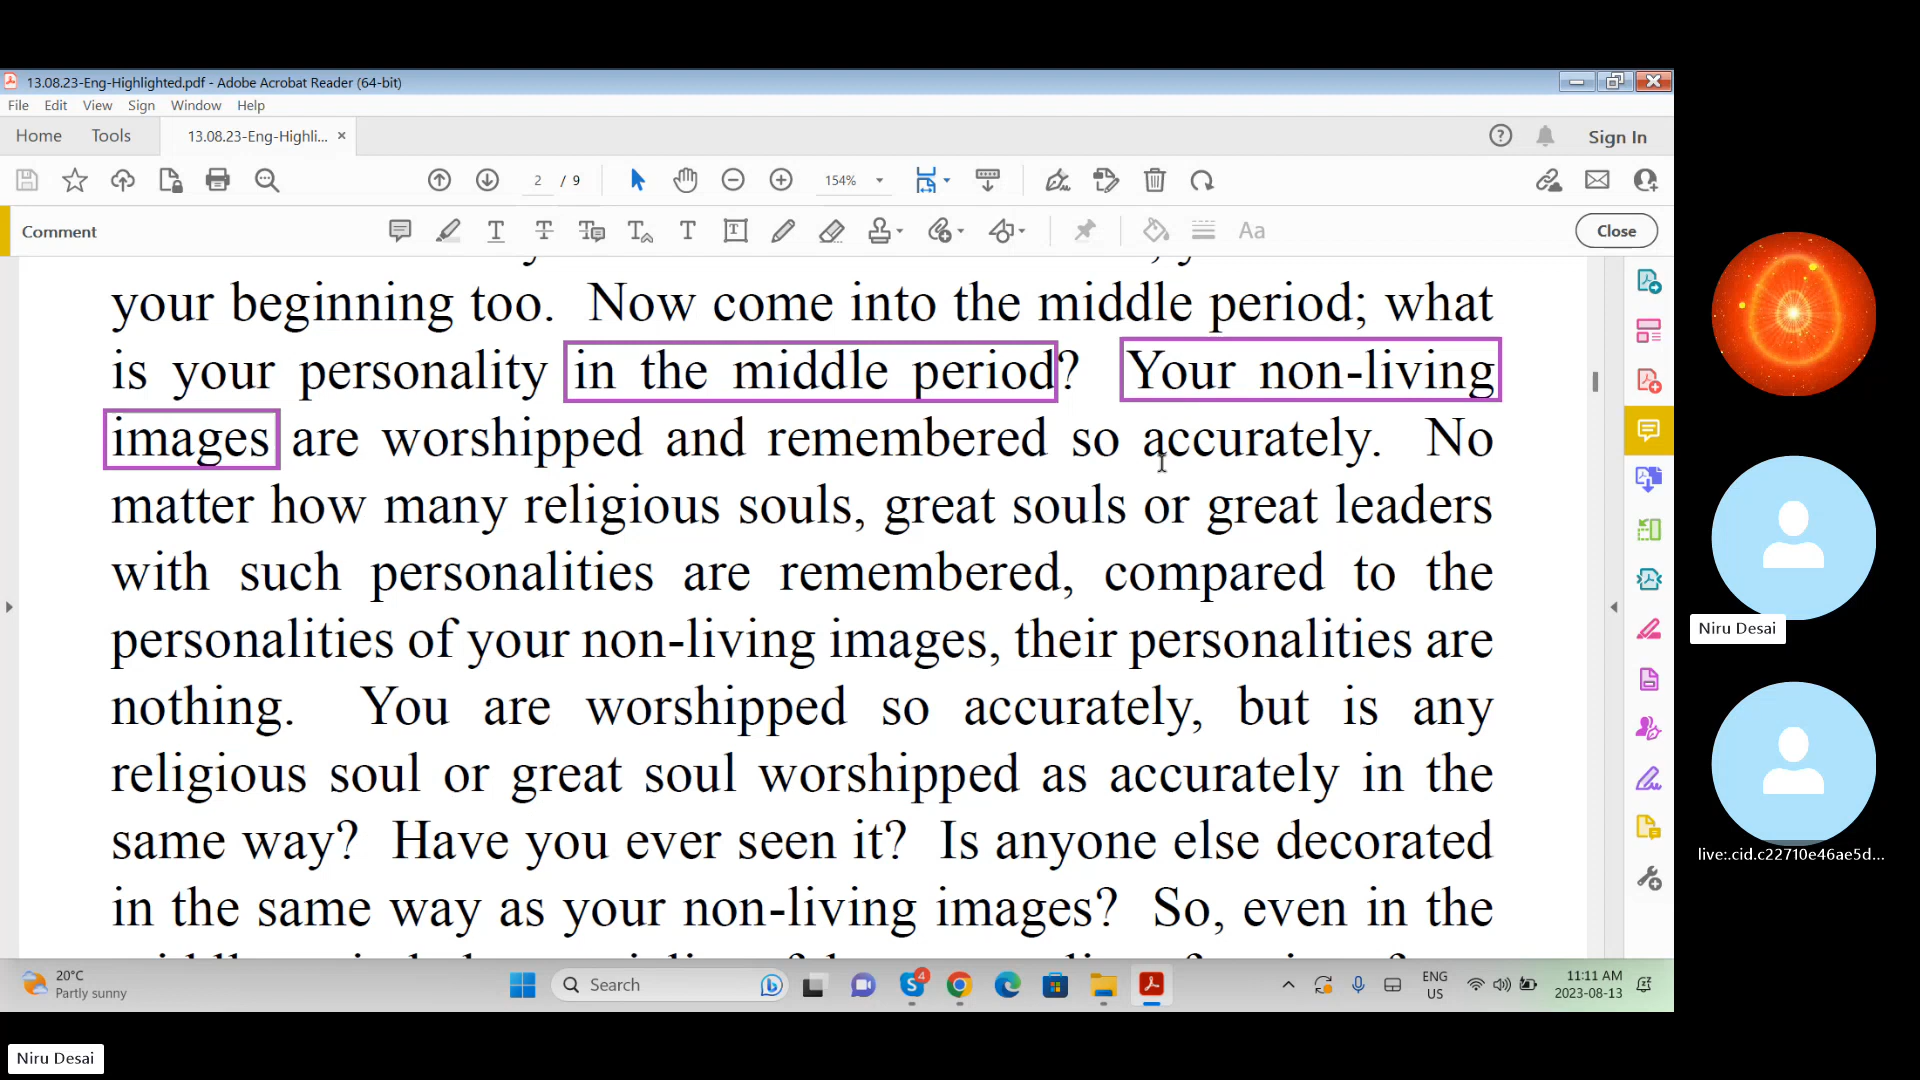 13.08.23-Eng-Highlighted.pdf - Adobe Acrobat Reader (64-bit)
File Edit View Sign Window Help
Home Tools 13.08.23-Eng-Highli... × Sign In
2 / 9 154%
Comment Aa Close
your beginning too. Now come into the middle period; what
is your personality in the middle period? Your non-living
images are worshipped and remembered so accurately. No
matter how many religious souls, great souls or great leaders
with such personalities are remembered, compared to the
personalities of your non-living images, their personalities are
nothing. You are worshipped so accurately, but is any
religious soul or great soul worshipped as accurately in the
same way? Have you ever seen it? Is anyone else decorated
in the same way as your non-living images? So, even in the
Niru Desai
live:.cid.c22710e46ae5d...
20°C
Partly sunny
Search
4
ENG
US
11:11 AM
2023-08-13
Niru Desai